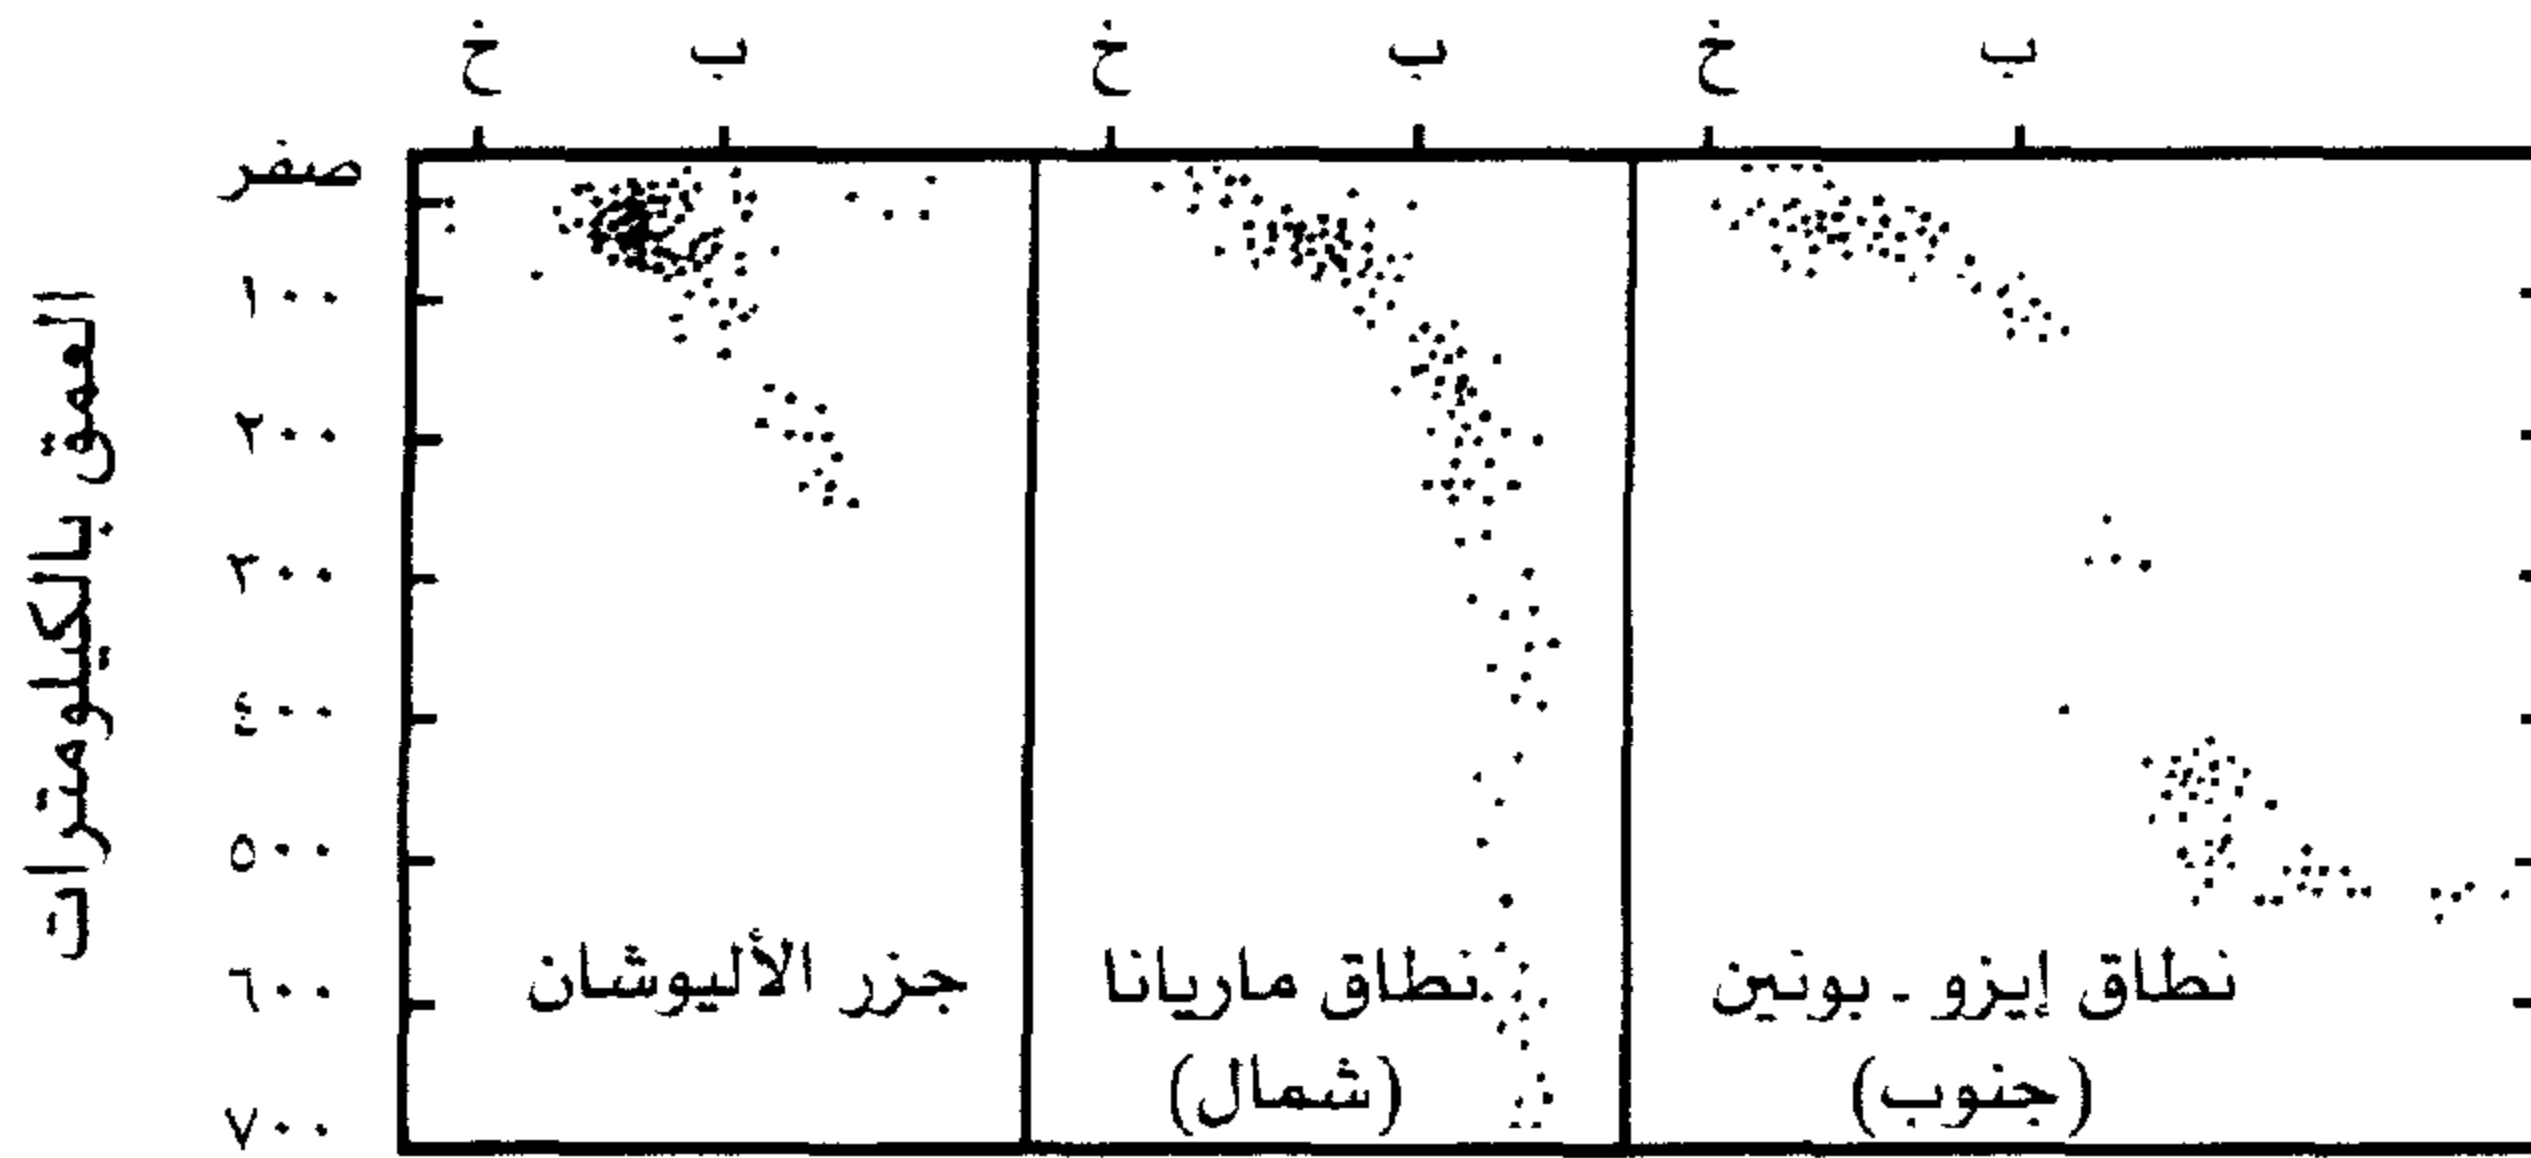 خ ب خ ب خ ب
العمق بالكيلومترات
صفر
١٠٠
٢٠٠
٣٠٠
٤٠٠
٥٠٠
٦٠٠
٧٠٠
جزر الأليوشان
نطاق ماريانا
(شمال)
نطاق إيزو - بونين
(جنوب)